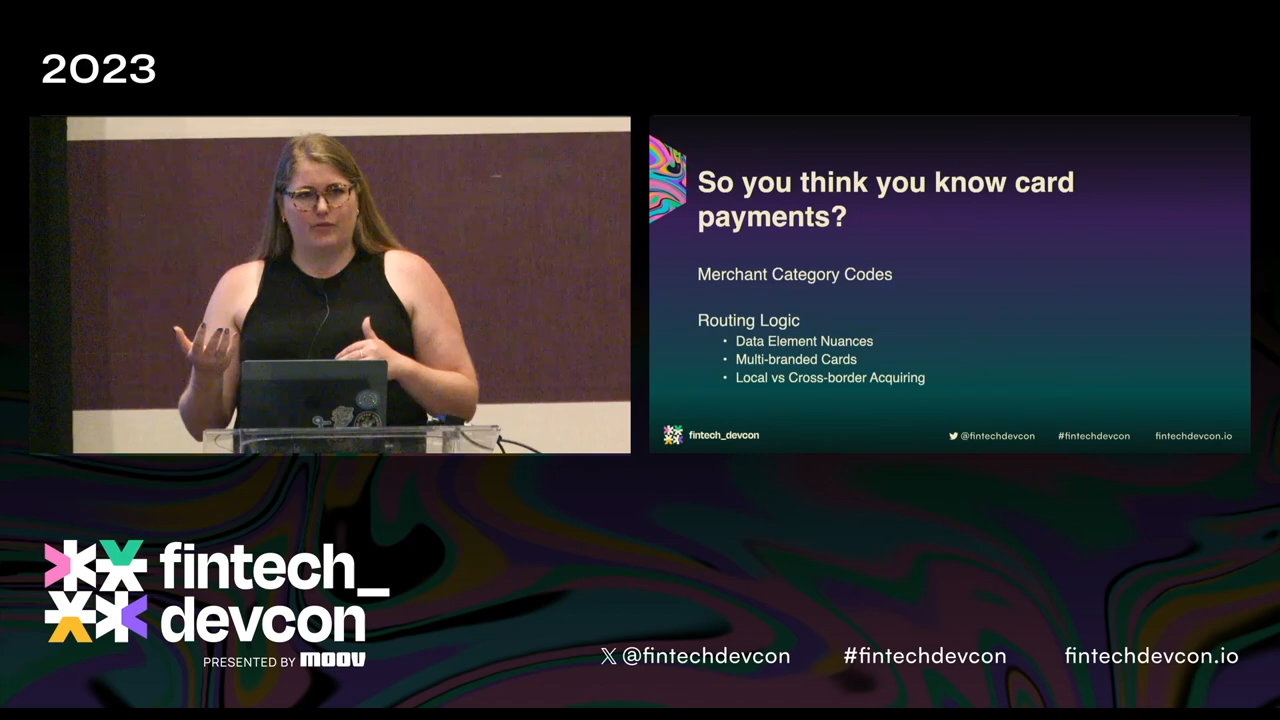 2023
So you think you know card
payments?
Merchant Category Codes
Routing Logic
• Data Element Nuances
• Multi-branded Cards
• Local vs Cross-border Acquiring
fintech_devcon
@fintechdevcon #fintechdevcon fintechdevcon.io
fintech_
devcon
PRESENTED BY moov
𝕏 @fintechdevcon #fintechdevcon fintechdevcon.io